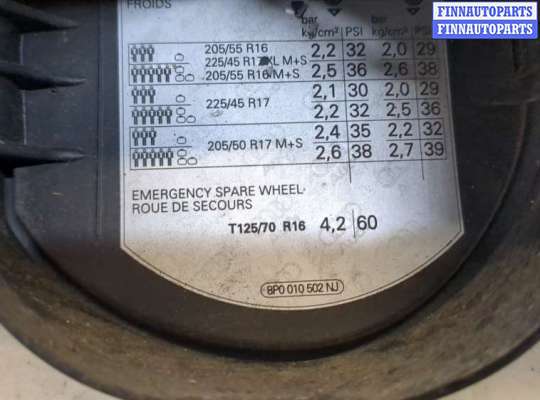 FINNAUTOPARTS
FINNAUTOPARTS
FROIDS
bar PSI bar PSI
kg/cm² kg/cm²
205/55 R16 2,2 32 2,0 29
225/45 R17 XL M+S
205/55 R16 M+S 2,5 36 2,6 38
2,1 30 2,0 29
225/45 R17
2,2 32 2,5 36
2,4 35 2,2 32
205/50 R17 M+S
2,6 38 2,7 39
EMERGENCY SPARE WHEEL
ROUE DE SECOURS
T125/70 R16 4,2 60
8P0 010 502 NJ